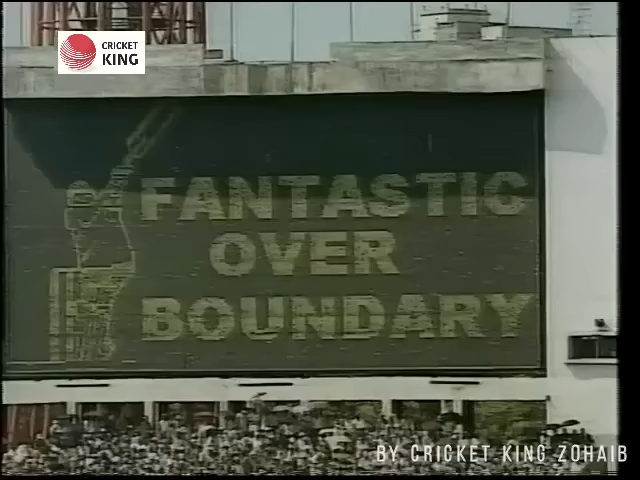 CRICKET
KING
FANTASTIC
OVER
BOUNDARY
BY CRICKET KING ZOHAIB